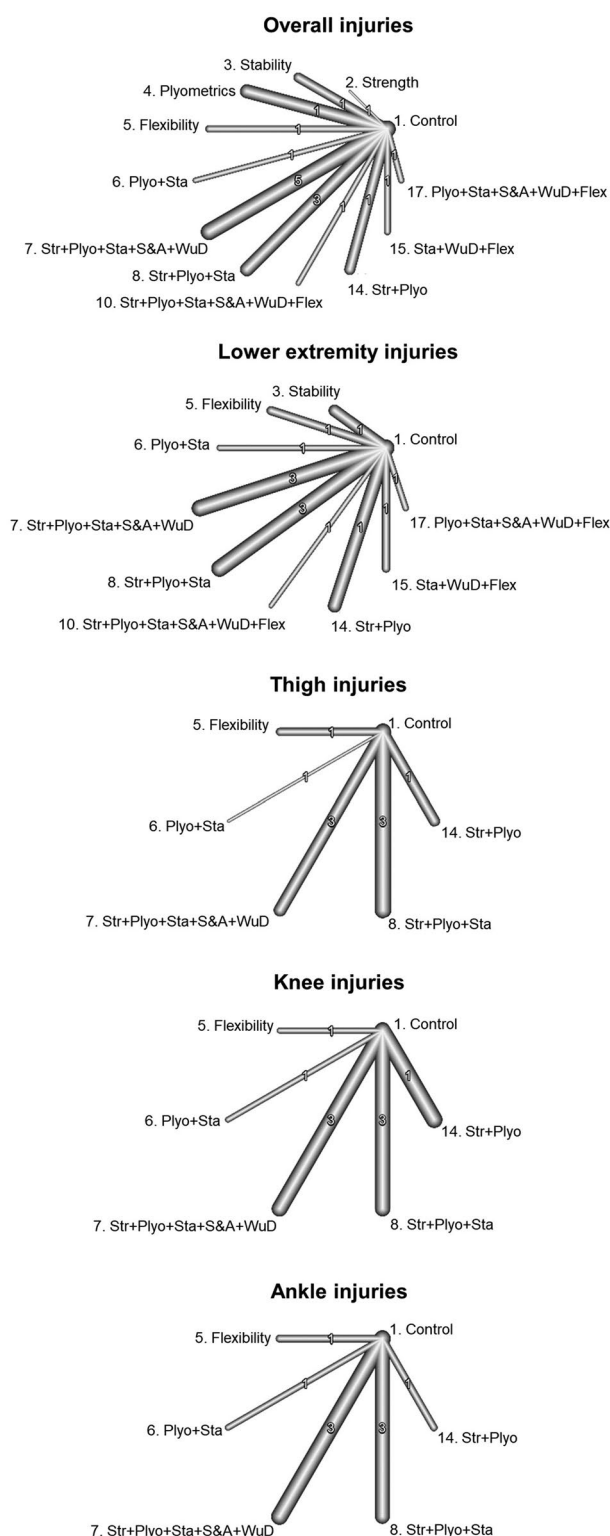 Overall injuries
3. Stability
2. Strength
4. Plyometrics
1
1
1
1. Control
5. Flexibility
1
6. Plyo+Sta
1
1
5
3
17. Plyo+Sta+S&A+WuD+Flex
1
1
1
7. Str+Plyo+Sta+S&A+WuD
15. Sta+WuD+Flex
8. Str+Plyo+Sta
14. Str+Plyo
10. Str+Plyo+Sta+S&A+WuD+Flex
Lower extremity injuries
3. Stability
5. Flexibility
1
1
1. Control
6. Plyo+Sta
1
3
1
3
17. Plyo+Sta+S&A+WuD+Flex
7. Str+Plyo+Sta+S&A+WuD
1
1
1
8. Str+Plyo+Sta
15. Sta+WuD+Flex
10. Str+Plyo+Sta+S&A+WuD+Flex
14. Str+Plyo
Thigh injuries
5. Flexibility
1
1. Control
1
1
6. Plyo+Sta
3
3
14. Str+Plyo
7. Str+Plyo+Sta+S&A+WuD
8. Str+Plyo+Sta
Knee injuries
5. Flexibility
1
1. Control
1
1
6. Plyo+Sta
3
3
14. Str+Plyo
7. Str+Plyo+Sta+S&A+WuD
8. Str+Plyo+Sta
Ankle injuries
5. Flexibility
1
1. Control
1
1
6. Plyo+Sta
3
3
14. Str+Plyo
7. Str+Plyo+Sta+S&A+WuD
8. Str+Plyo+Sta